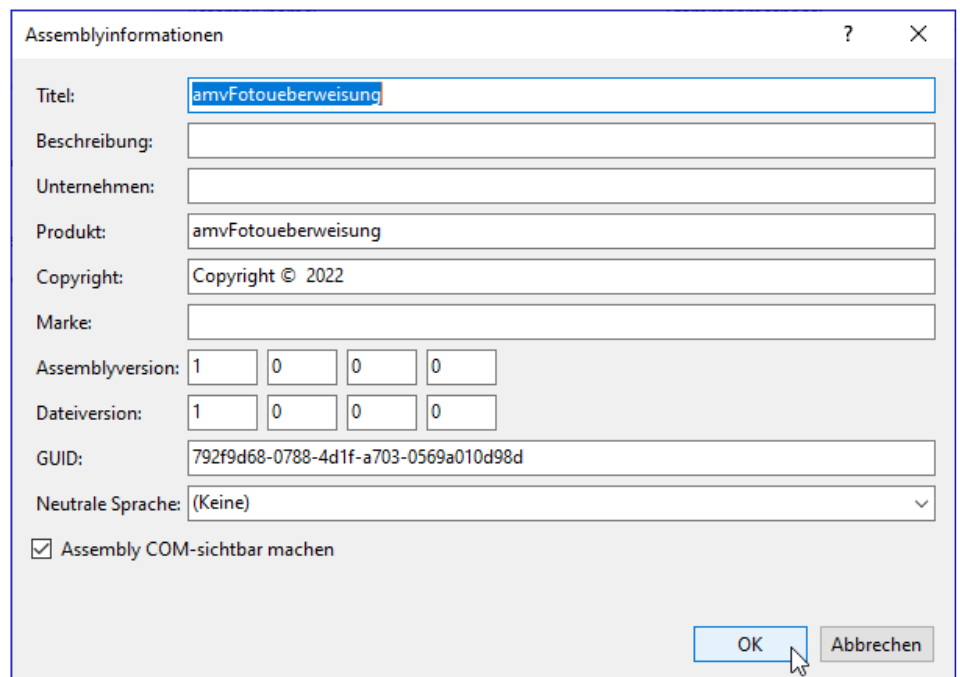 Assemblyinformationen ?
Titel: amvFotoueberweisung
Beschreibung:
Unternehmen:
Produkt: amvFotoueberweisung
Copyright: Copyright © 2022
Marke:
Assemblyversion: 1 0 0 0
Dateiversion: 1 0 0 0
GUID: 792f9d68-0788-4d1f-a703-0569a010d98d
Neutrale Sprache: (Keine)
Assembly COM-sichtbar machen
OK Abbrechen